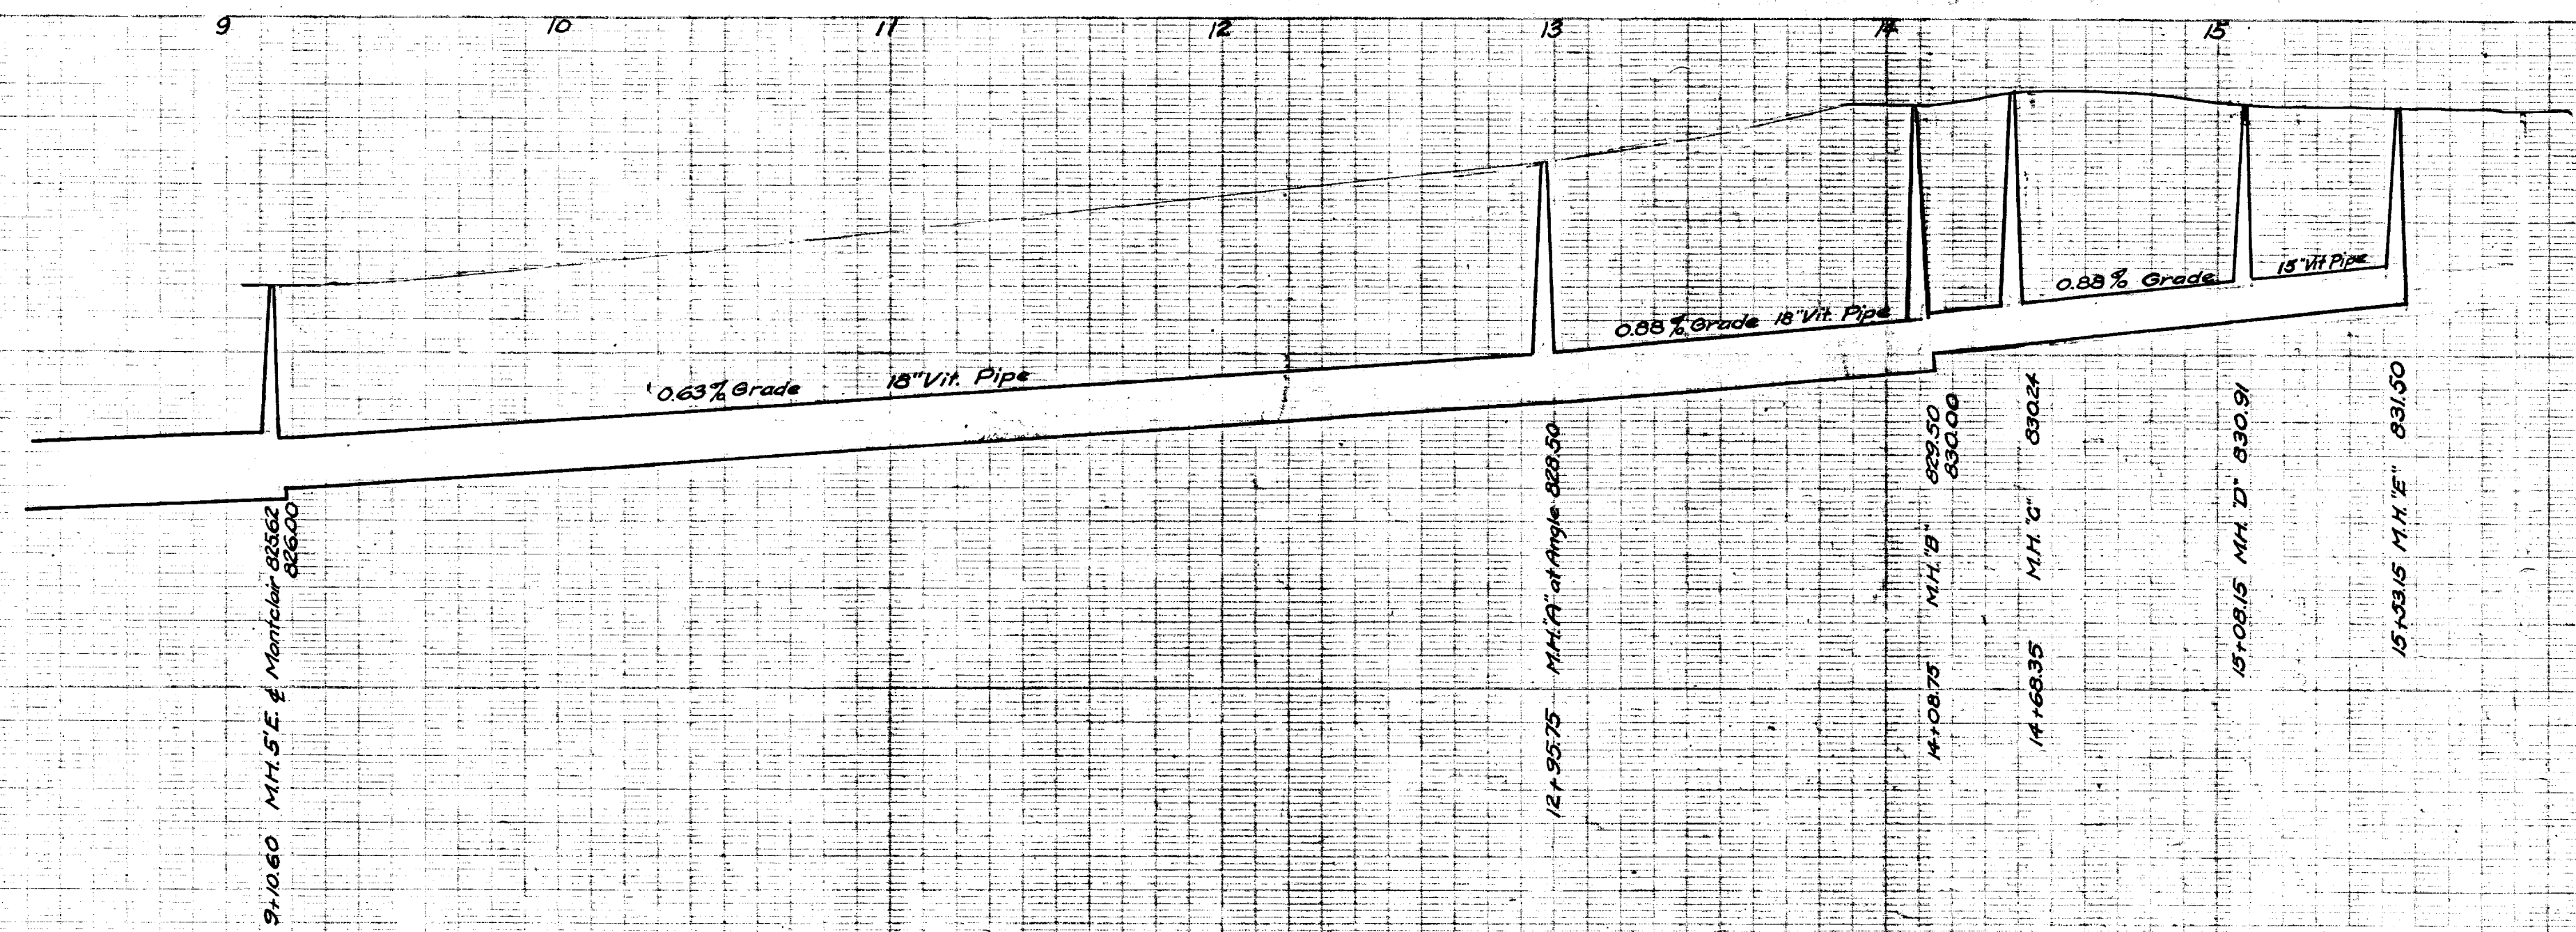 9 10 11 12 13 14 15
0.63% Grade 18" Vit. Pipe
0.88% Grade 18" Vit. Pipe
0.88% Grade
15" Vit Pipe
9+10.60 M.H. 5' E. ℄ Montclair 825.62
826.00
12+95.75 M.H. "A" at Angle 828.50
14+08.75 M.H. "B" 829.50
830.00
14+68.35 M.H. "C" 830.24
15+08.15 M.H. "D" 830.91
15+53.15 M.H. "E" 831.50